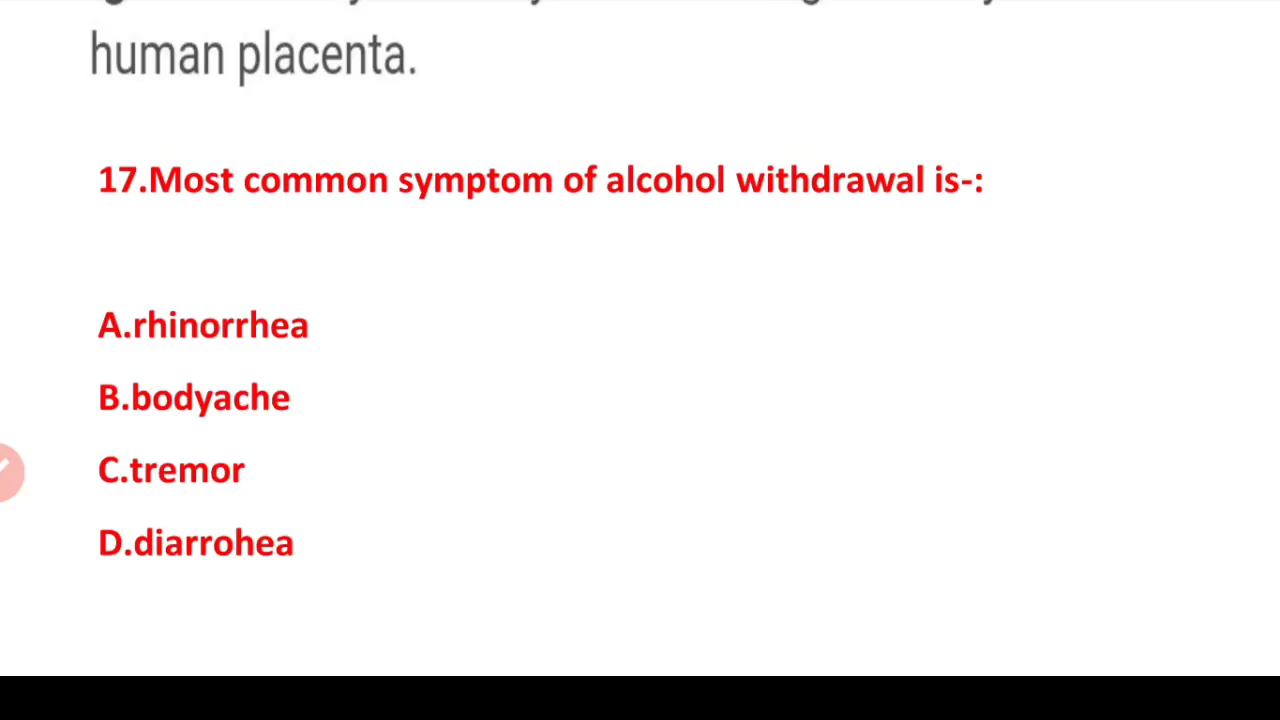 human placenta.
17.Most common symptom of alcohol withdrawal is-:
A.rhinorrhea
B.bodyache
C.tremor
D.diarrohea